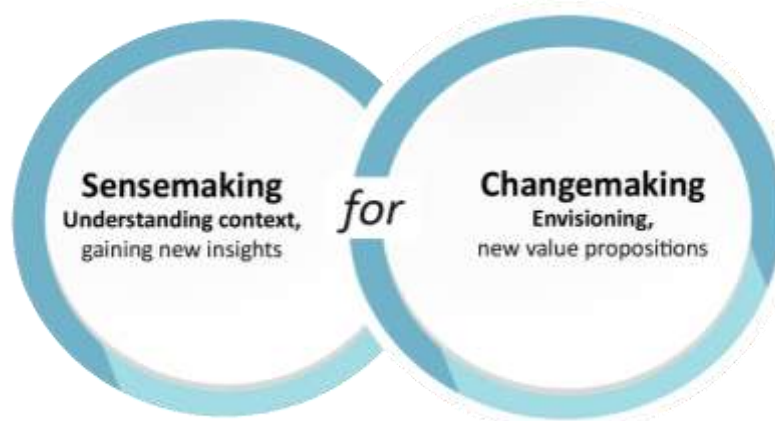 Sensemaking
Understanding context,
gaining new insights
for
Changemaking
Envisioning,
new value propositions